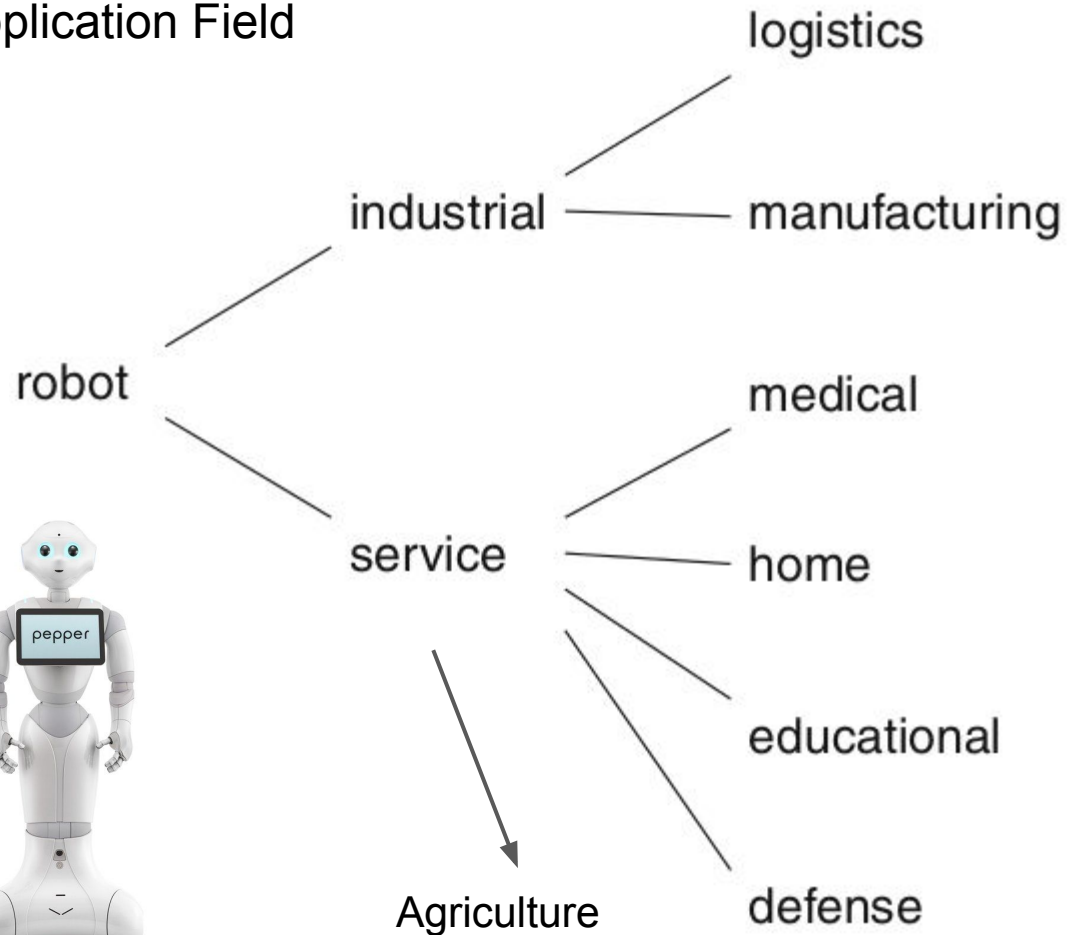 plication Field
logistics
industrial
manufacturing
robot
medical
service
home
pepper
educational
Agriculture
defense